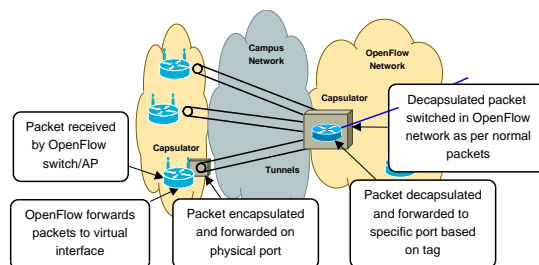 Campus
Network
OpenFlow
Network
Capsulator
Decapsulated packet
switched in OpenFlow
network as per normal
packets
Packet received
by OpenFlow
switch/AP
Capsulator
Tunnels
OpenFlow forwards
packets to virtual
interface
Packet encapsulated
and forwarded on
physical port
Packet decapsulated
and forwarded to
specific port based
on tag